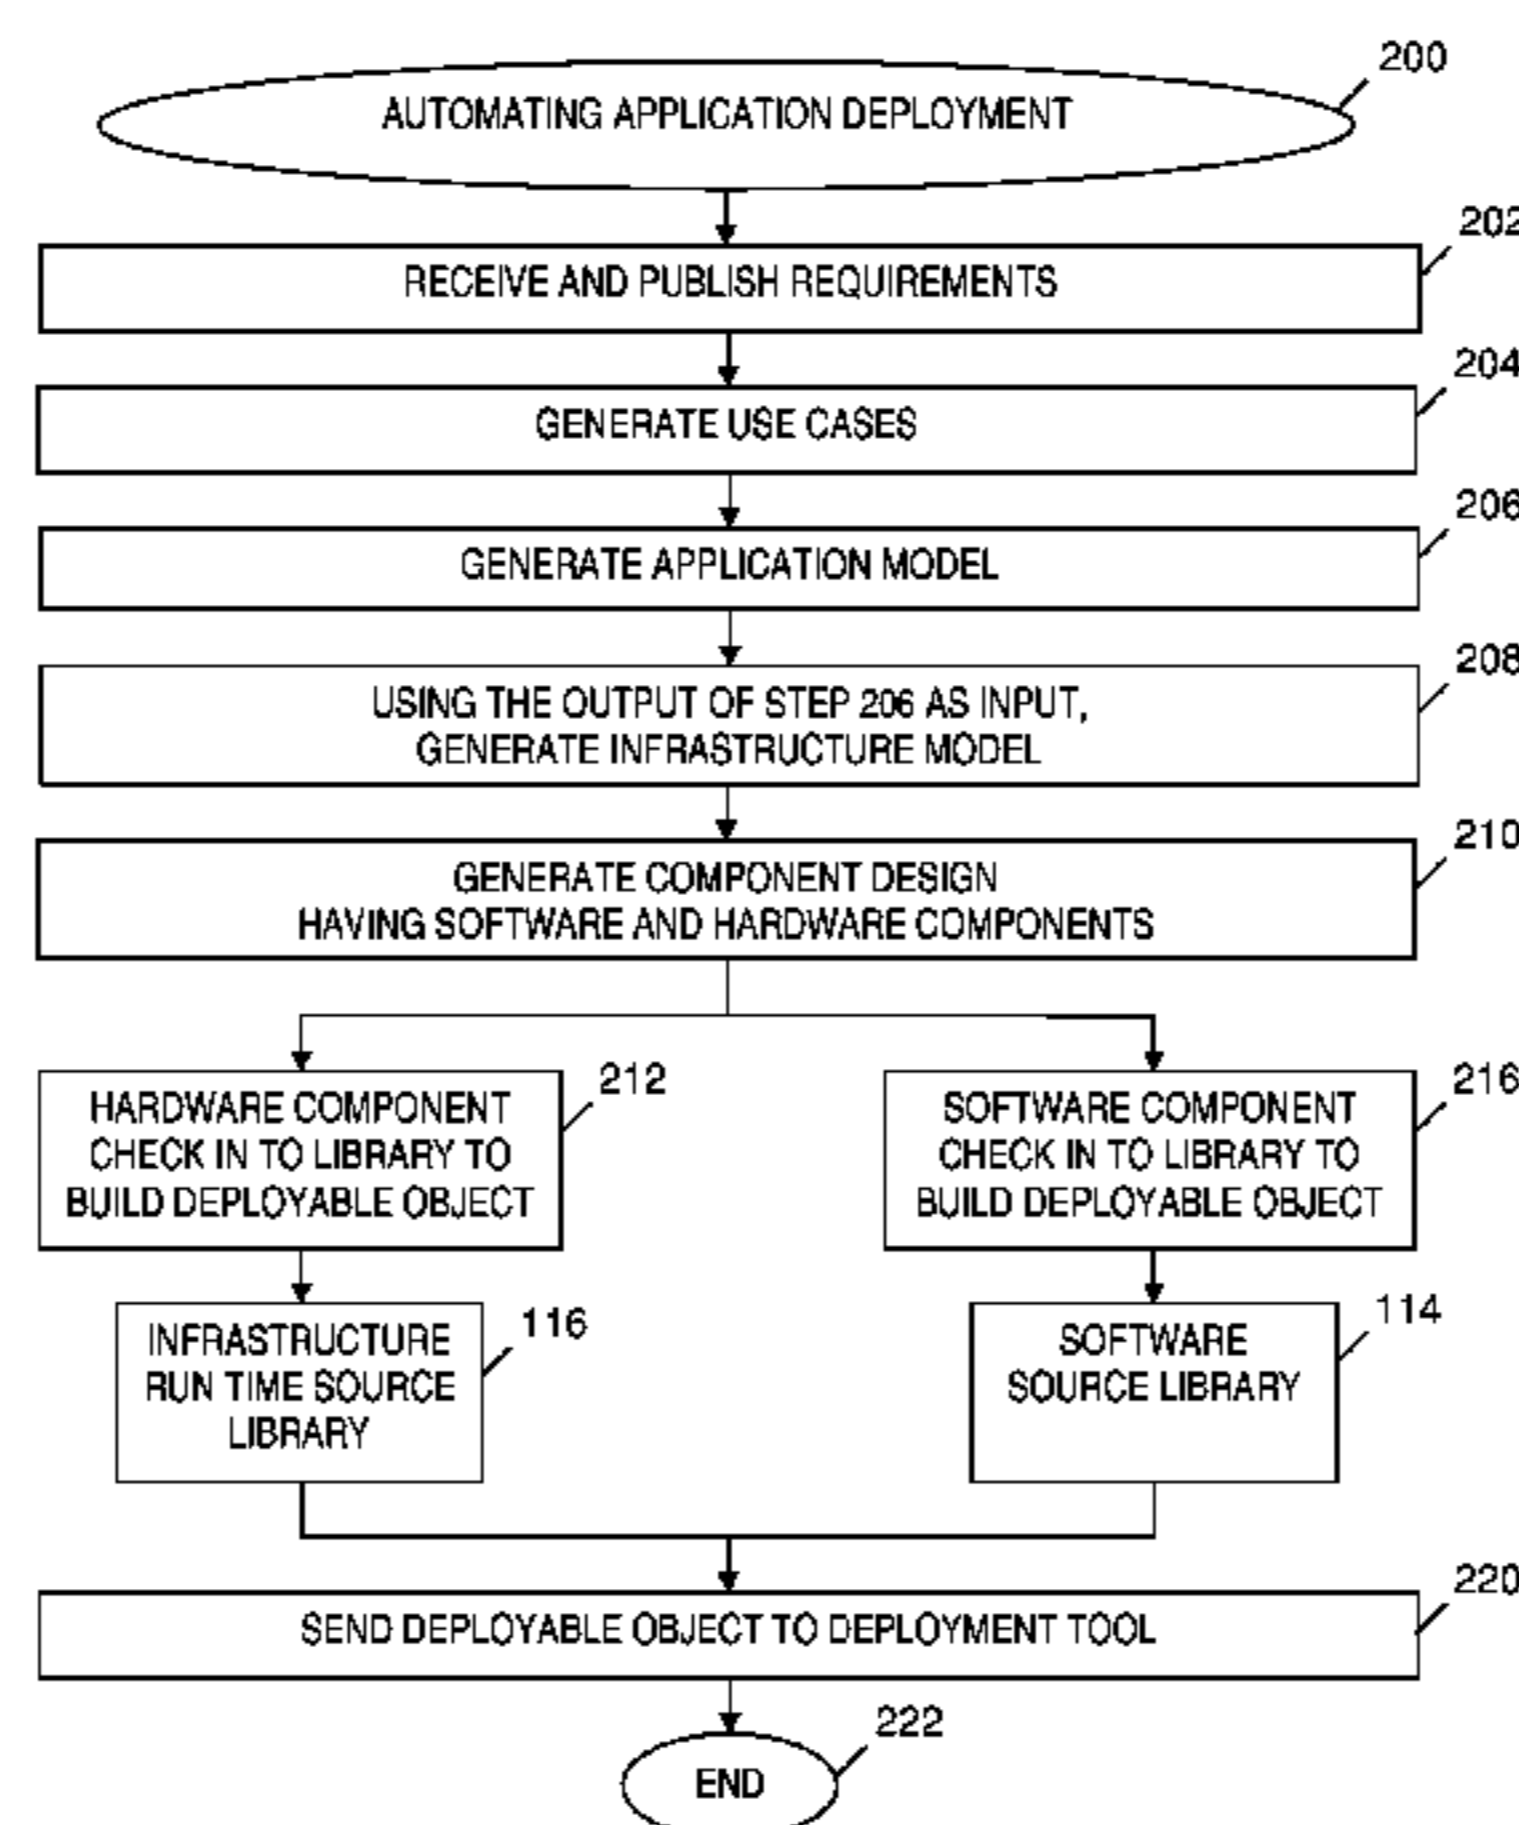 200
AUTOMATING APPLICATION DEPLOYMENT
202
RECEIVE AND PUBLISH REQUIREMENTS
204
GENERATE USE CASES
206
GENERATE APPLICATION MODEL
208
USING THE OUTPUT OF STEP 206 AS INPUT,
GENERATE INFRASTRUCTURE MODEL
210
GENERATE COMPONENT DESIGN
HAVING SOFTWARE AND HARDWARE COMPONENTS
212
HARDWARE COMPONENT
CHECK IN TO LIBRARY TO
BUILD DEPLOYABLE OBJECT
216
SOFTWARE COMPONENT
CHECK IN TO LIBRARY TO
BUILD DEPLOYABLE OBJECT
116
INFRASTRUCTURE
RUN TIME SOURCE
LIBRARY
114
SOFTWARE
SOURCE LIBRARY
220
SEND DEPLOYABLE OBJECT TO DEPLOYMENT TOOL
222
END